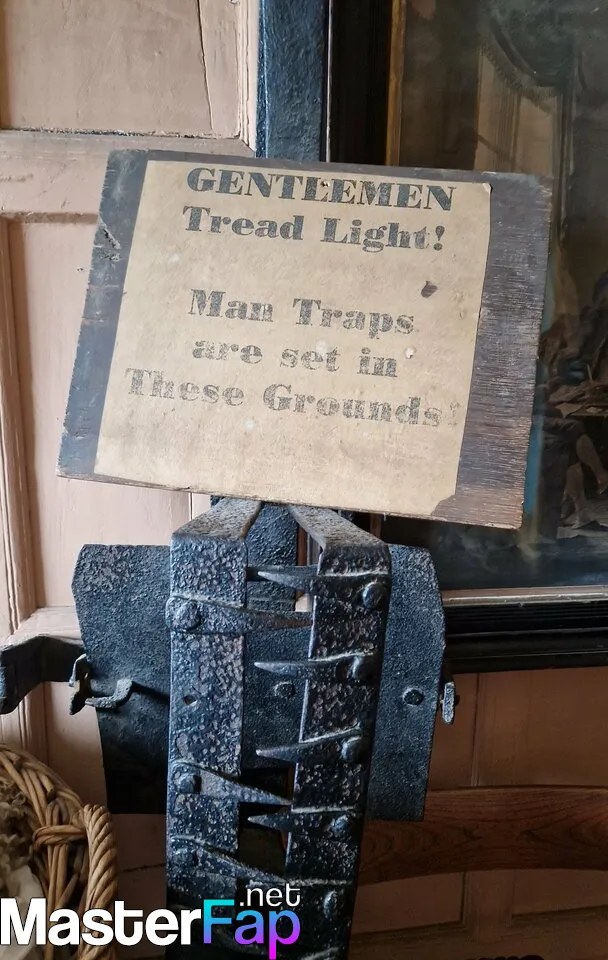 GENTLEMEN
Tread Light!
Man Traps
are set in
These Grounds!
.net
MasterFap